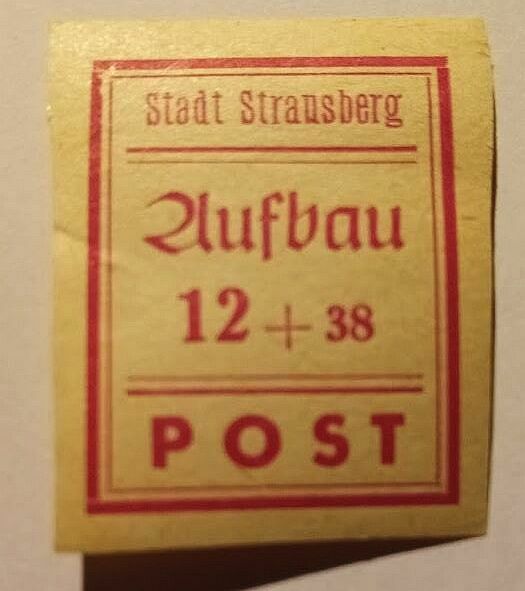 Stadt Strausberg
Aufbau
12 + 38
POST